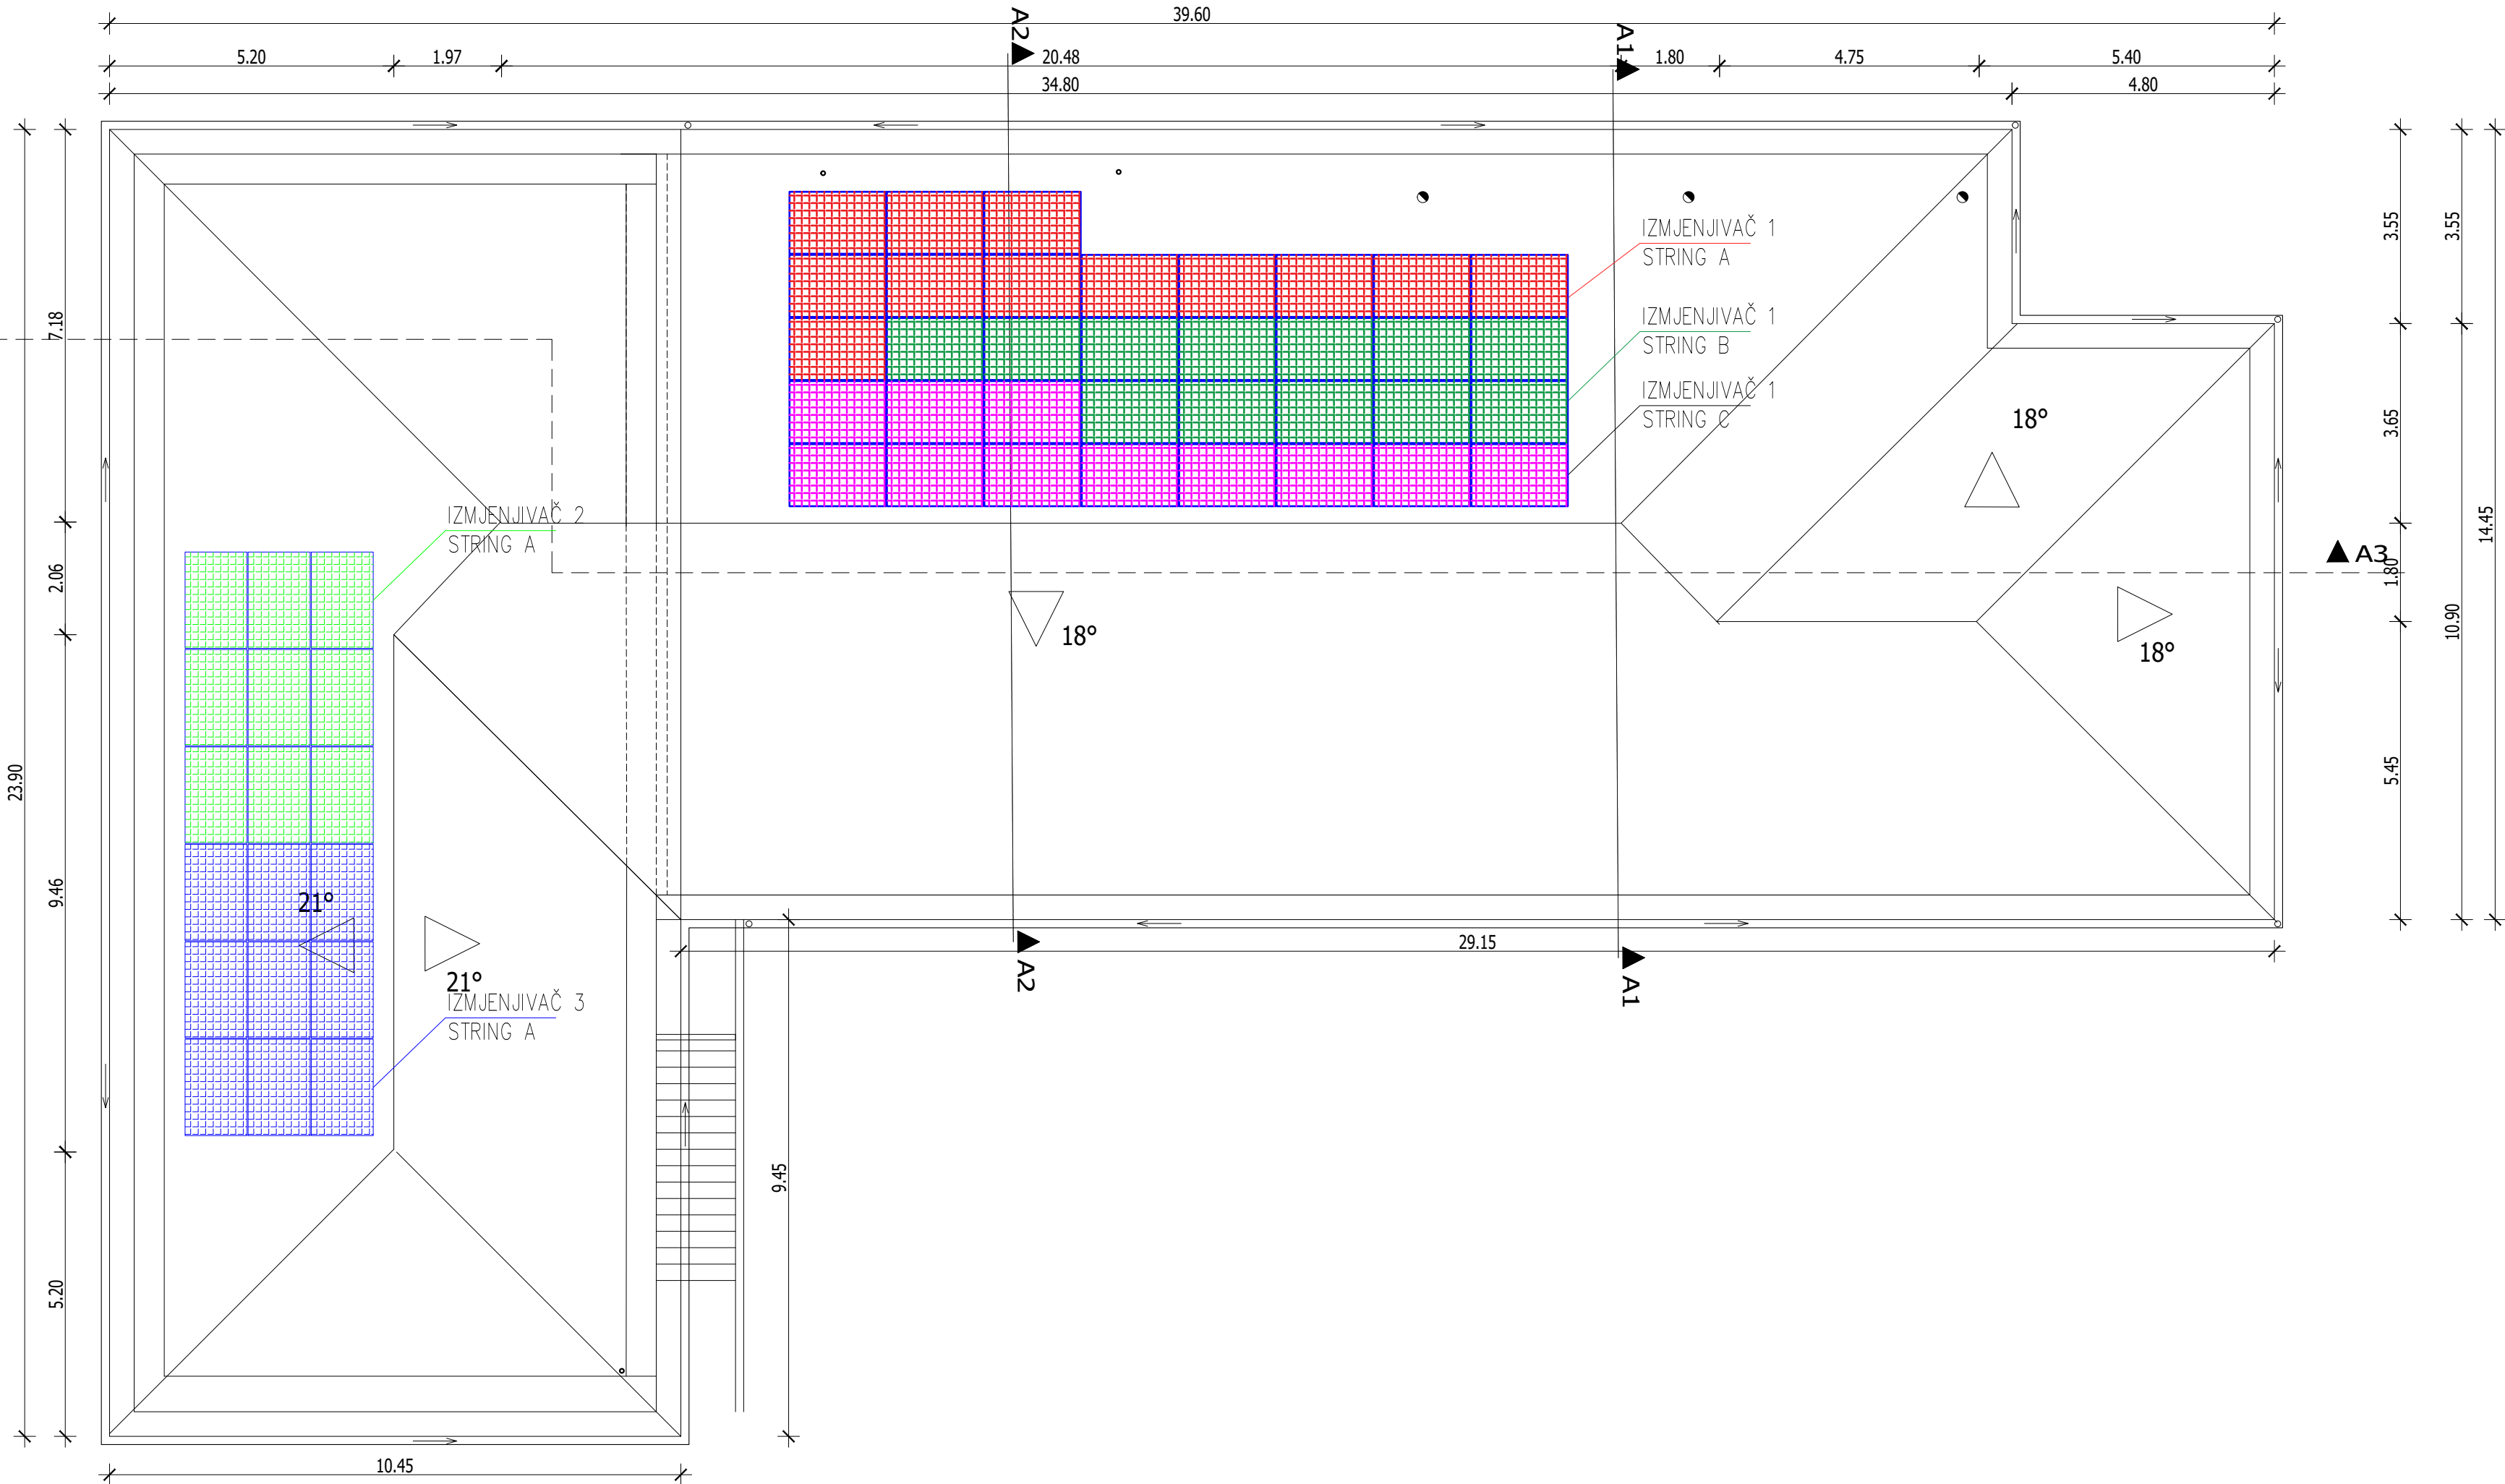 39.60
5.20
1.97
20.48
1.80
4.75
5.40
34.80
4.80
A2
A1
IZMJENJIVAČ 1
STRING A
IZMJENJIVAČ 1
STRING B
IZMJENJIVAČ 1
STRING C
18°
3.55
3.55
3.65
14.45
1.80
A3
10.90
5.45
7.18
2.06
23.90
9.46
5.20
IZMJENJIVAČ 2
STRING A
18°
18°
21°
21°
IZMJENJIVAČ 3
STRING A
29.15
A2
A1
9.45
10.45